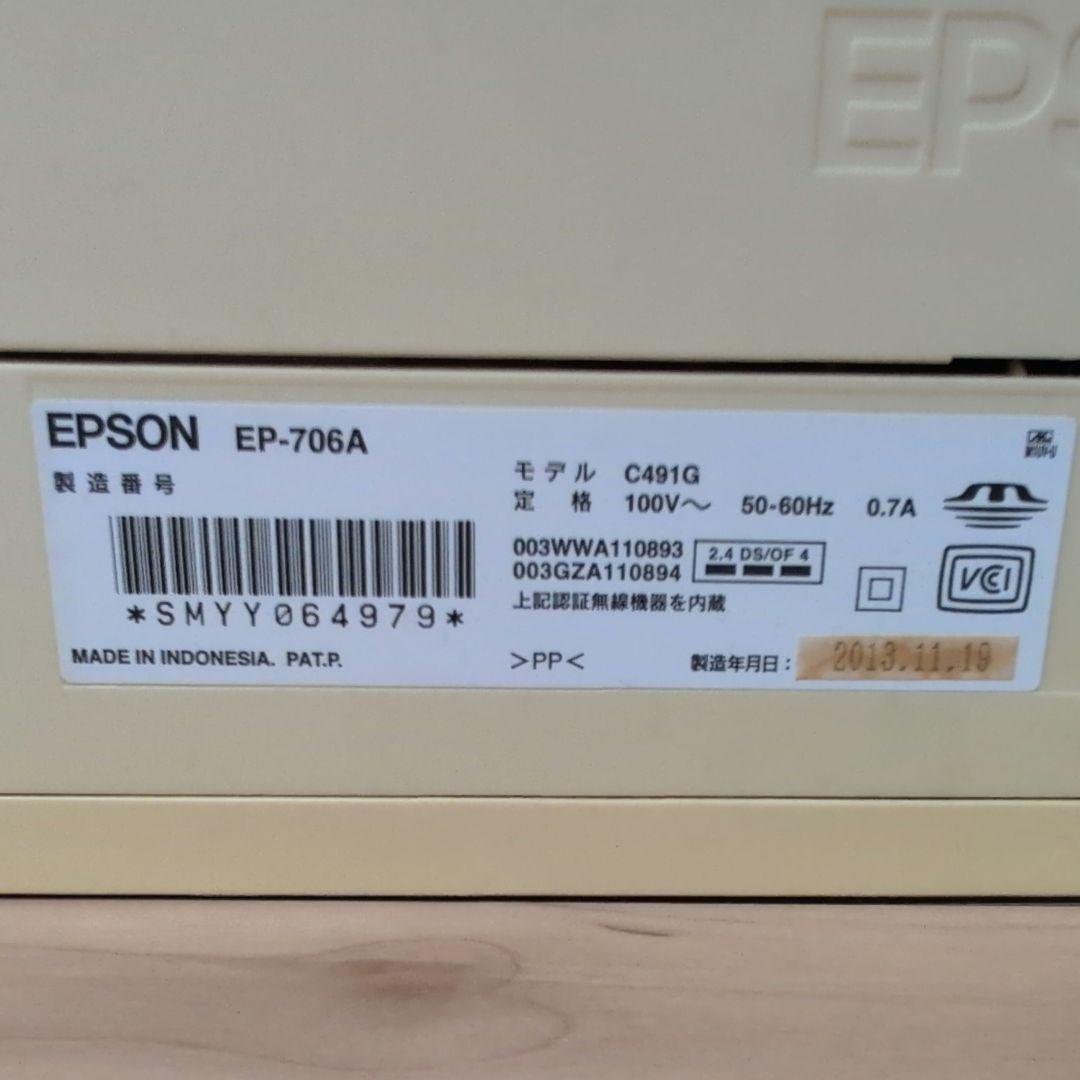 EPS
EPSON EP-706A
製造番号
*SMYY064979*
MADE IN INDONESIA. PAT.P.
モデル C491G
定格 100V～ 50-60Hz 0.7A
003WWA110893
003GZA110894
2.4 DS/OF 4
上記認証無線機器を内蔵
>PP<
製造年月日：2013.11.19
VCCI